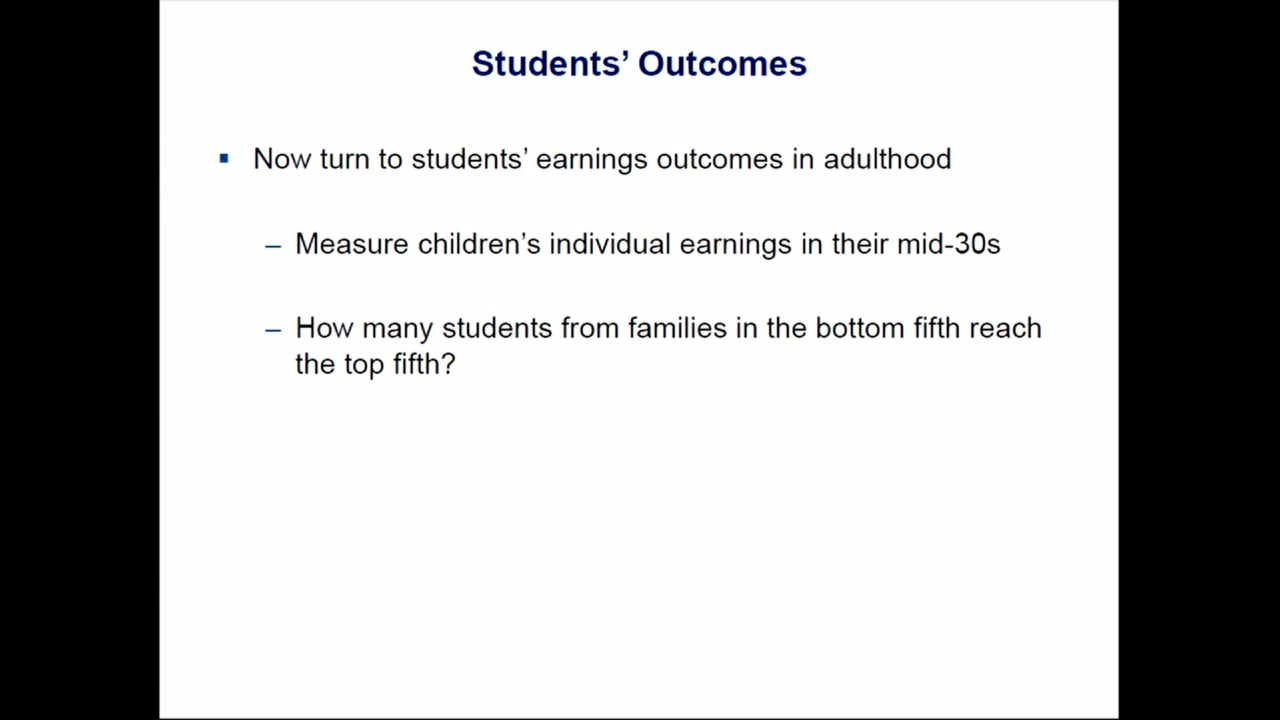 Students’ Outcomes
▪ Now turn to students’ earnings outcomes in adulthood
– Measure children’s individual earnings in their mid-30s
– How many students from families in the bottom fifth reach
the top fifth?